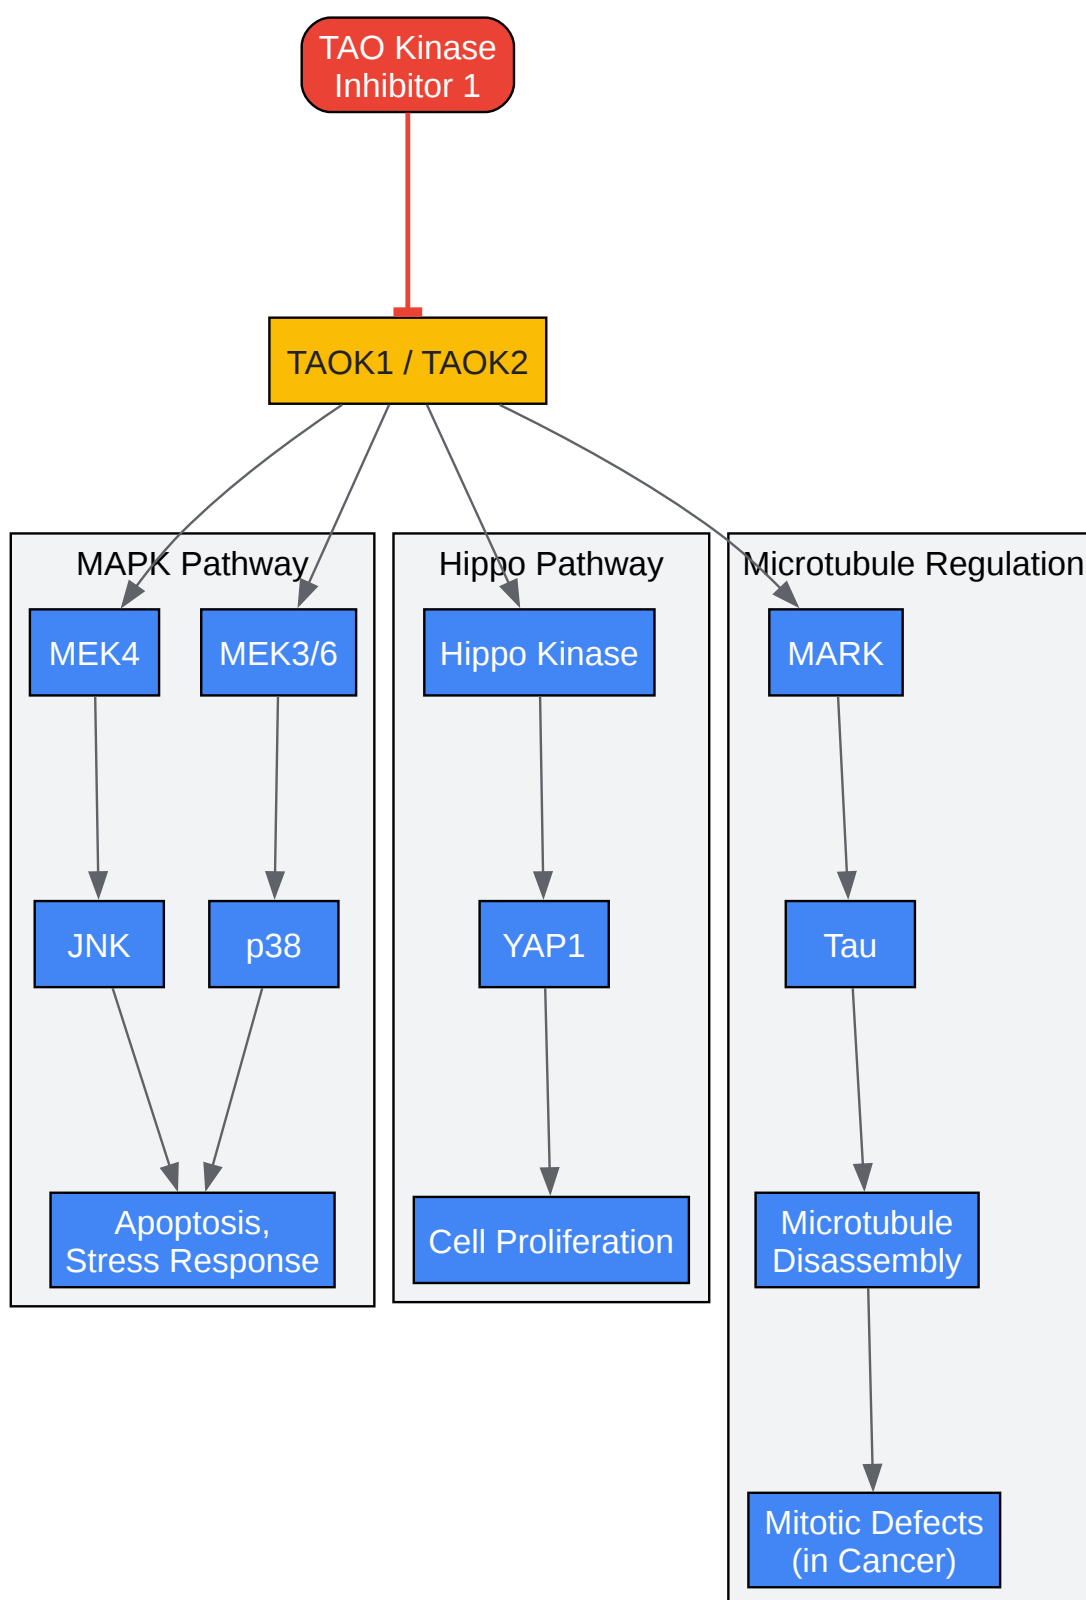 TAO Kinase
Inhibitor 1
TAOK1 / TAOK2
MAPK Pathway
Hippo Pathway
Microtubule Regulation
MEK4
MEK3/6
Hippo Kinase
MARK
JNK
p38
YAP1
Tau
Apoptosis,
Stress Response
Cell Proliferation
Microtubule
Disassembly
Mitotic Defects
(in Cancer)